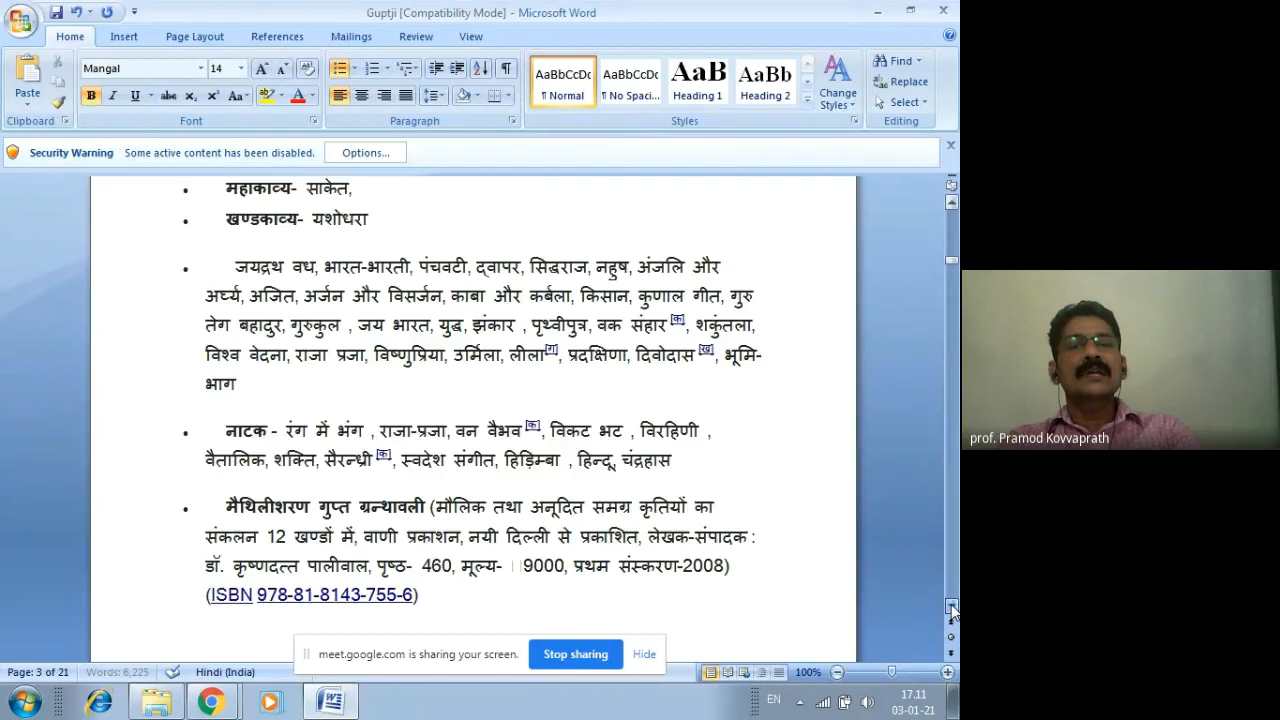 Guptji [Compatibility Mode] - Microsoft Word
Home Insert Page Layout References Mailings Review View
Mangal 14
AaBbCcDc AaBbCcDc AaB AaBb
Paste
¶ Normal ¶ No Spaci... Heading 1 Heading 2
Change Styles
Find
Replace
Select
Clipboard Font Paragraph Styles Editing
Security Warning Some active content has been disabled. Options...
महाकाव्य- साकेत,
खण्डकाव्य- यशोधरा
जयद्रथ वध, भारत-भारती, पंचवटी, द्वापर, सिद्धराज, नहुष, अंजलि और
अर्घ्य, अजित, अर्जन और विसर्जन, काबा और कर्बला, किसान, कुणाल गीत, गुरु
तेग बहादुर, गुरुकुल , जय भारत, युद्ध, झंकार , पृथ्वीपुत्र, वक संहार [क], शकुंतला,
विश्व वेदना, राजा प्रजा, विष्णुप्रिया, उर्मिला, लीला[ग], प्रदक्षिणा, दिवोदास [ख], भूमि-
भाग
नाटक - रंग में भंग , राजा-प्रजा, वन वैभव [क], विकट भट , विरहिणी ,
वैतालिक, शक्ति, सैरन्ध्री [क], स्वदेश संगीत, हिड़िम्बा , हिन्दू, चंद्रहास
मैथिलीशरण गुप्त ग्रन्थावली (मौलिक तथा अनूदित समग्र कृतियों का
संकलन 12 खण्डों में, वाणी प्रकाशन, नयी दिल्ली से प्रकाशित, लेखक-संपादक :
डॉ. कृष्णदत्त पालीवाल, पृष्ठ- 460, मूल्य- 9000, प्रथम संस्करण-2008)
(ISBN 978-81-8143-755-6)
meet.google.com is sharing your screen. Stop sharing Hide
Page: 3 of 21 Words: 6,225 Hindi (India) 100%
EN 17.11
03-01-21
prof. Pramod Kovvaprath